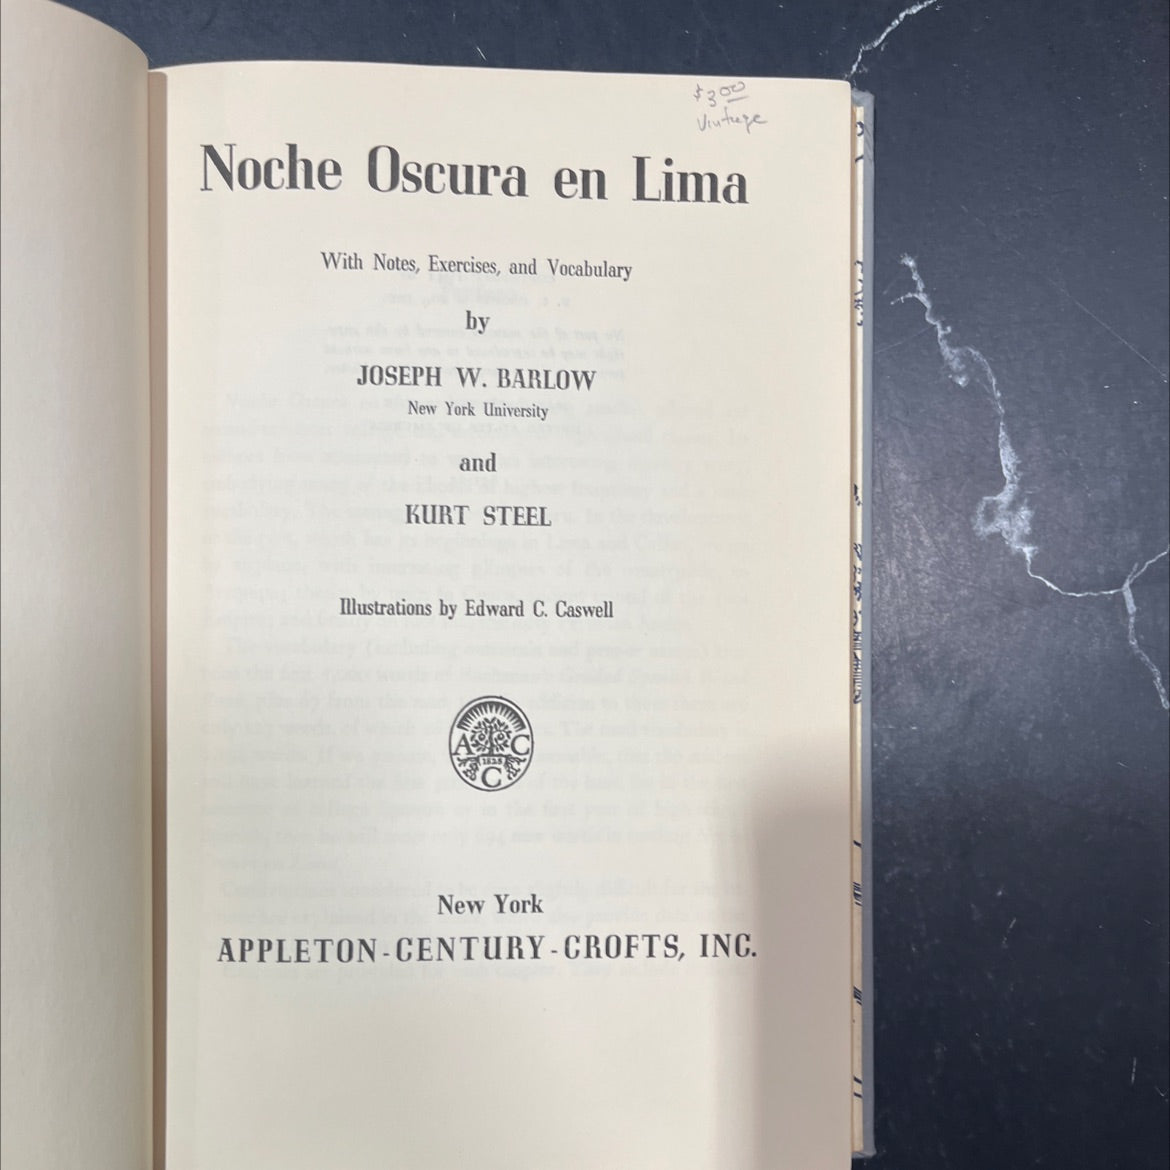 $3.00
Vintage
Noche Oscura en Lima
With Notes, Exercises, and Vocabulary
by
JOSEPH W. BARLOW
New York University
and
KURT STEEL
Illustrations by Edward C. Caswell
A C
1825
C
New York
APPLETON-CENTURY-CROFTS, INC.